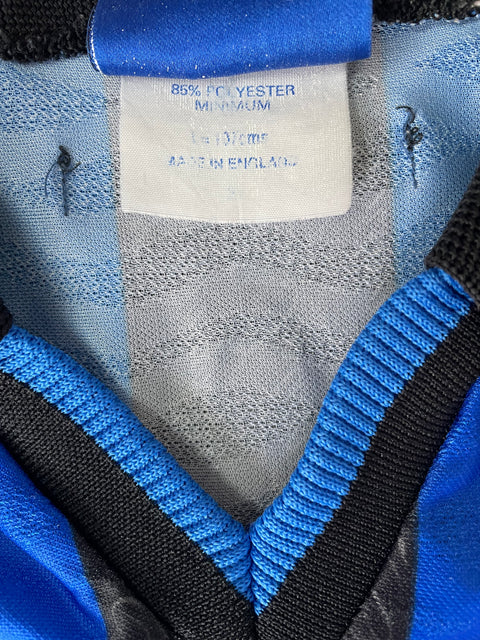 85% POLYESTER
MINIMUM
MADE IN ENGLAND